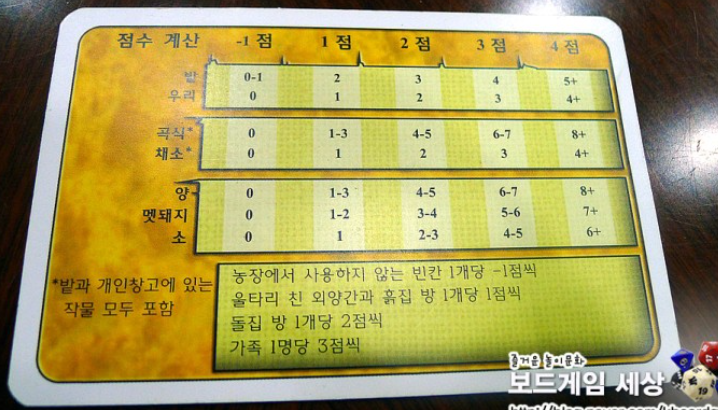 점수 계산 -1 점 1 점 2 점 3 점 4 점
밭 0-1 2 3 4 5+
우리 0 1 2 3 4+
곡식* 0 1-3 4-5 6-7 8+
채소* 0 1 2 3 4+
양 0 1-3 4-5 6-7 8+
멧돼지 0 1-2 3-4 5-6 7+
소 0 1 2-3 4-5 6+
*밭과 개인창고에 있는
작물 모두 포함
농장에서 사용하지 않는 빈칸 1개당 -1점씩
울타리 친 외양간과 흙집 방 1개당 1점씩
돌집 방 1개당 2점씩
가족 1명당 3점씩
즐거운 놀이문화
보드게임 세상